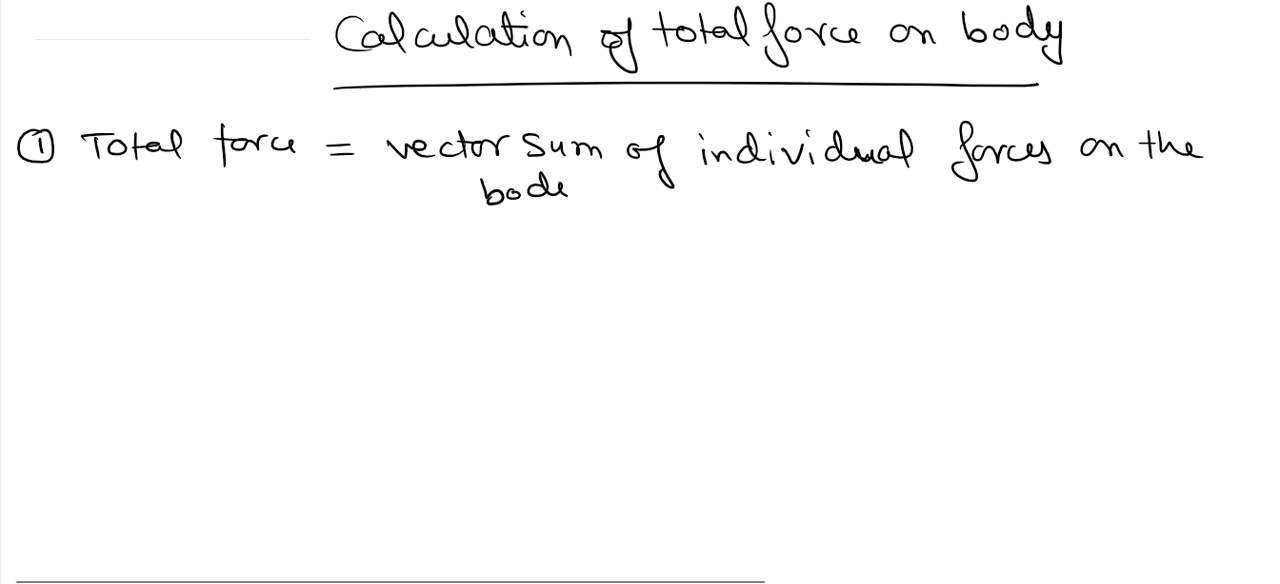 Calculation of total force on body
① Total force = vector sum of individual forces on the
bode